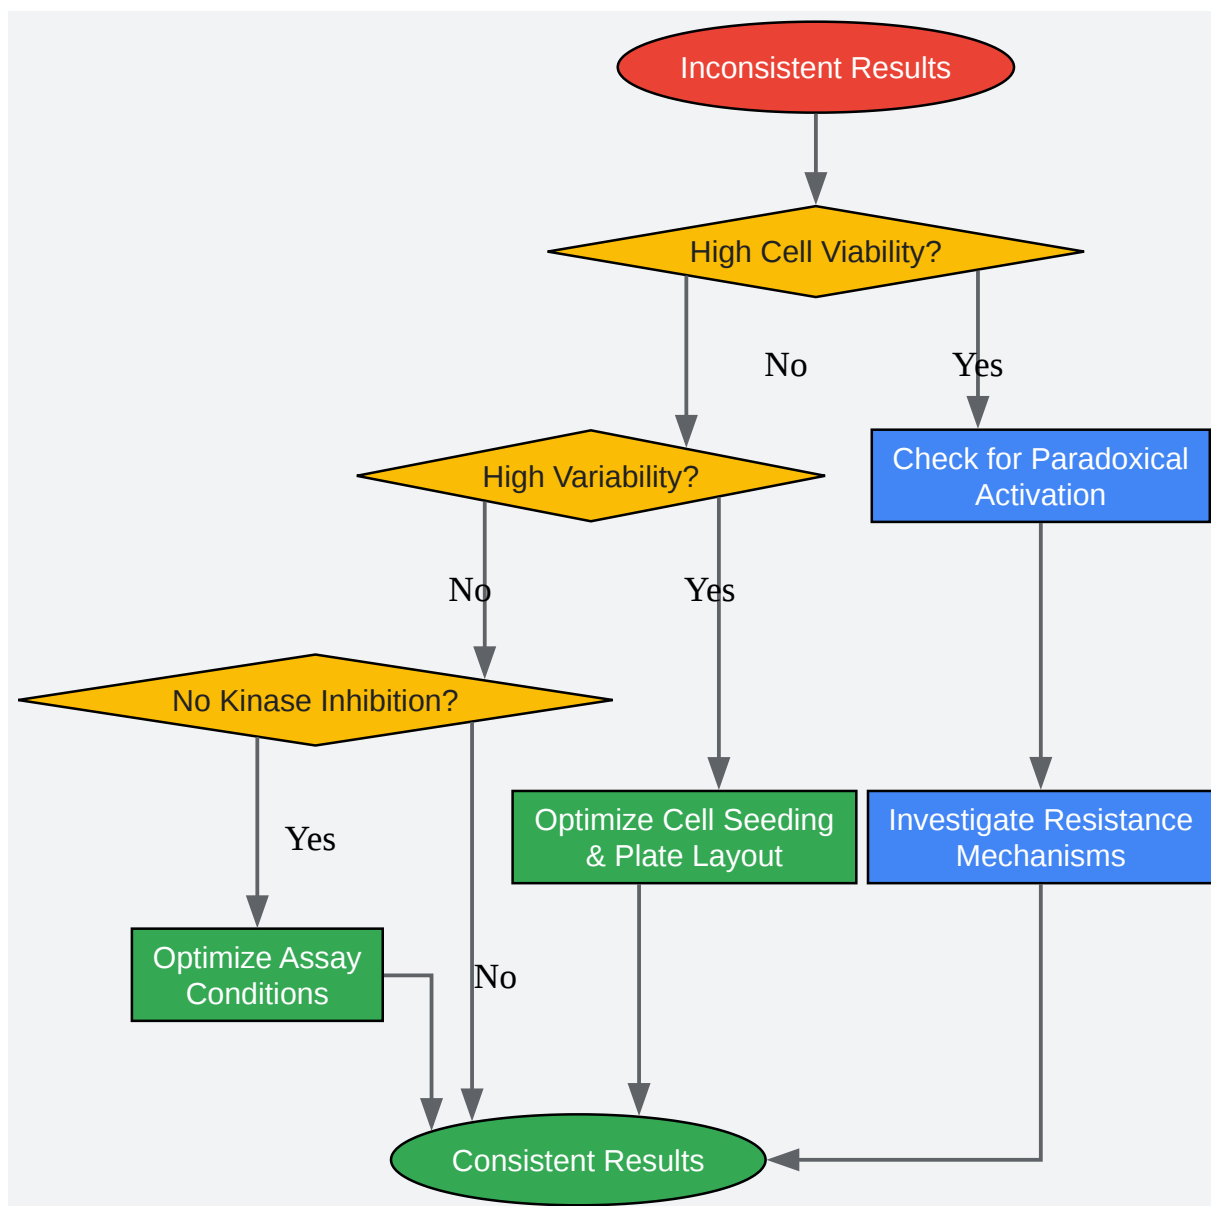 Inconsistent Results
High Cell Viability?
No
Yes
Check for Paradoxical
Activation
High Variability?
No
Yes
No Kinase Inhibition?
Optimize Cell Seeding
& Plate Layout
Investigate Resistance
Mechanisms
Yes
Optimize Assay
Conditions
No
Consistent Results